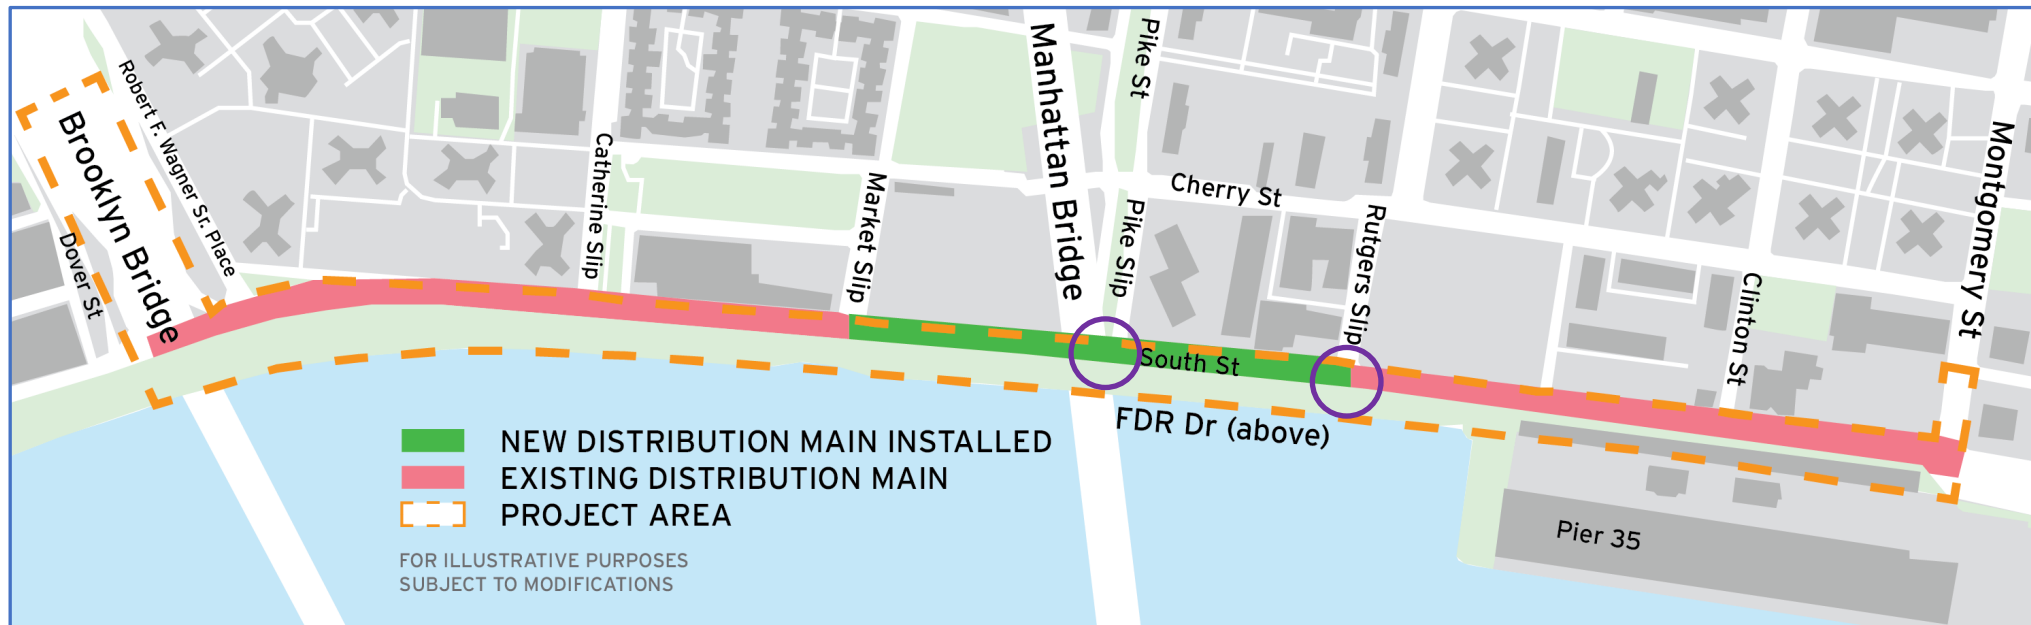 Brooklyn Bridge
Robert F. Wagner Sr. Place
Dover St
Catherine Slip
Market Slip
Manhattan Bridge
Pike St
Pike Slip
Cherry St
Rutgers Slip
Clinton St
Montgomery St
South St
FDR Dr (above)
Pier 35
NEW DISTRIBUTION MAIN INSTALLED
EXISTING DISTRIBUTION MAIN
PROJECT AREA
FOR ILLUSTRATIVE PURPOSES
SUBJECT TO MODIFICATIONS